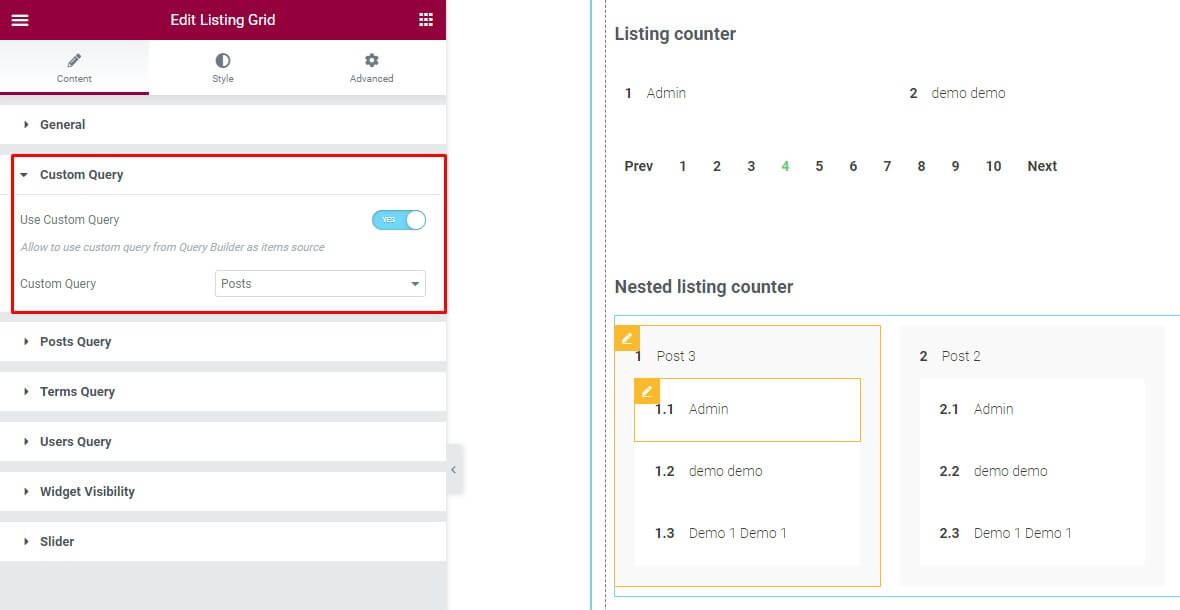 Edit Listing Grid
Content Style Advanced
General
Custom Query
Use Custom Query YES
Allow to use custom query from Query Builder as items source
Custom Query Posts
Posts Query
Terms Query
Users Query
Widget Visibility
Slider
Listing counter
1 Admin 2 demo demo
Prev 1 2 3 4 5 6 7 8 9 10 Next
Nested listing counter
1 Post 3
1.1 Admin
1.2 demo demo
1.3 Demo 1 Demo 1
2 Post 2
2.1 Admin
2.2 demo demo
2.3 Demo 1 Demo 1